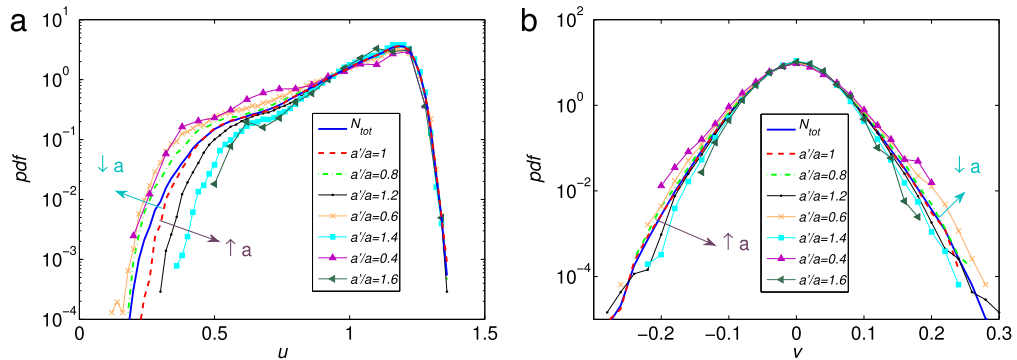 a
pdf
10^1
10^0
10^-1
10^-2
10^-3
10^-4
0
0.5
1
1.5
u
↓ a
↑ a
N_tot
a'/a=1
a'/a=0.8
a'/a=1.2
a'/a=0.6
a'/a=1.4
a'/a=0.4
a'/a=1.6
b
pdf
10^2
10^0
10^-2
10^-4
−0.2
−0.1
0
0.1
0.2
0.3
v
↓ a
↑ a
N_tot
a'/a=1
a'/a=0.8
a'/a=1.2
a'/a=0.6
a'/a=1.4
a'/a=0.4
a'/a=1.6